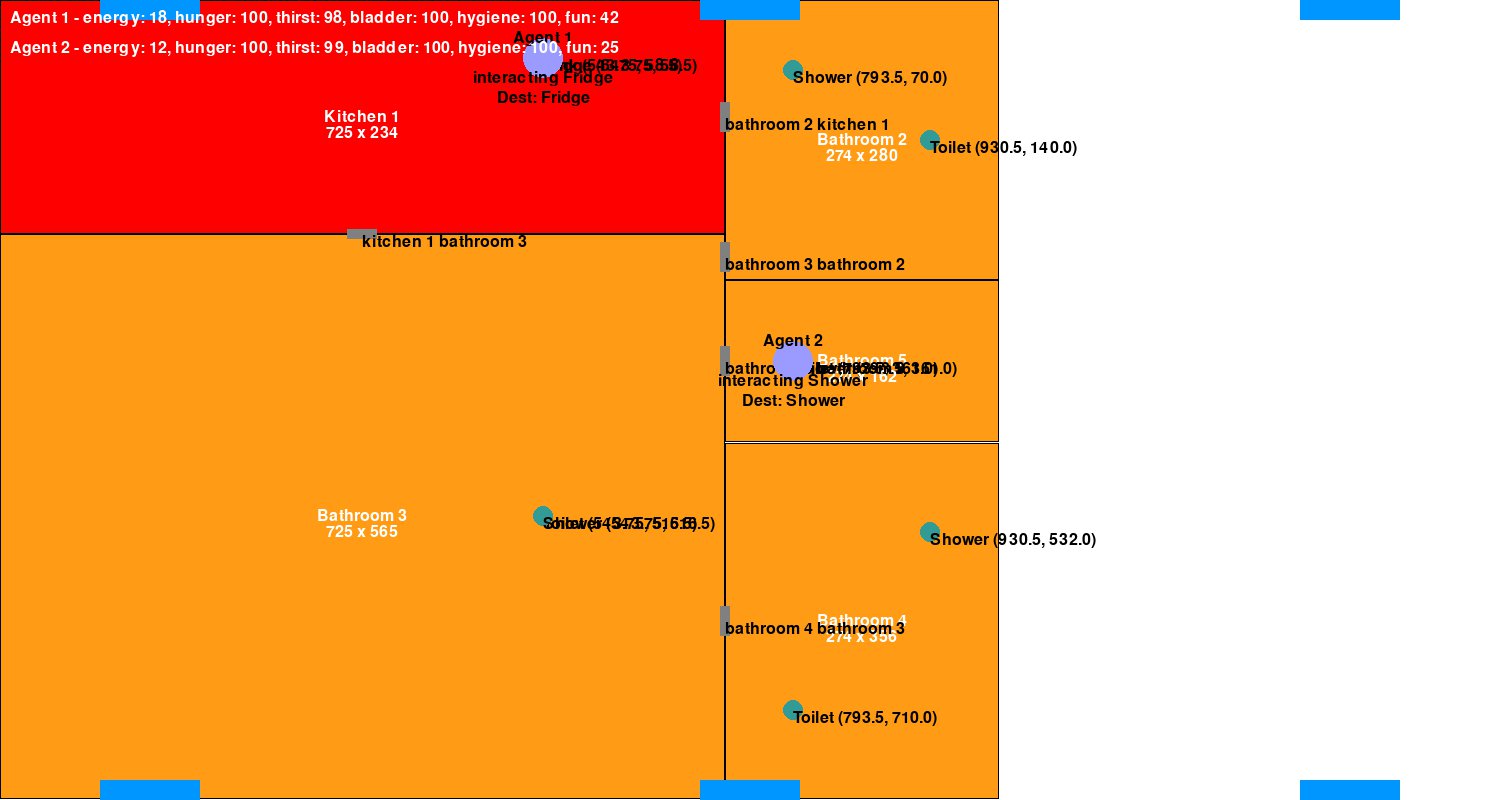 Agent 1 - energy: 18, hunger: 100, thirst: 98, bladder: 100, hygiene: 100, fun: 42
Agent 2 - energy: 12, hunger: 100, thirst: 99, bladder: 100, hygiene: 100, fun: 25
Agent 1
interacting Fridge
Dest: Fridge
Shower (793.5, 70.0)
Kitchen 1
725 x 234
bathroom 2 kitchen 1
Bathroom 2
274 x 280
Toilet (930.5, 140.0)
kitchen 1 bathroom 3
bathroom 3 bathroom 2
Agent 2
Bathroom 5
interacting Shower
Dest: Shower
Bathroom 3
725 x 565
Shower (930.5, 532.0)
Bathroom 4
bathroom 4 bathroom 3
274 x 356
Toilet (793.5, 710.0)